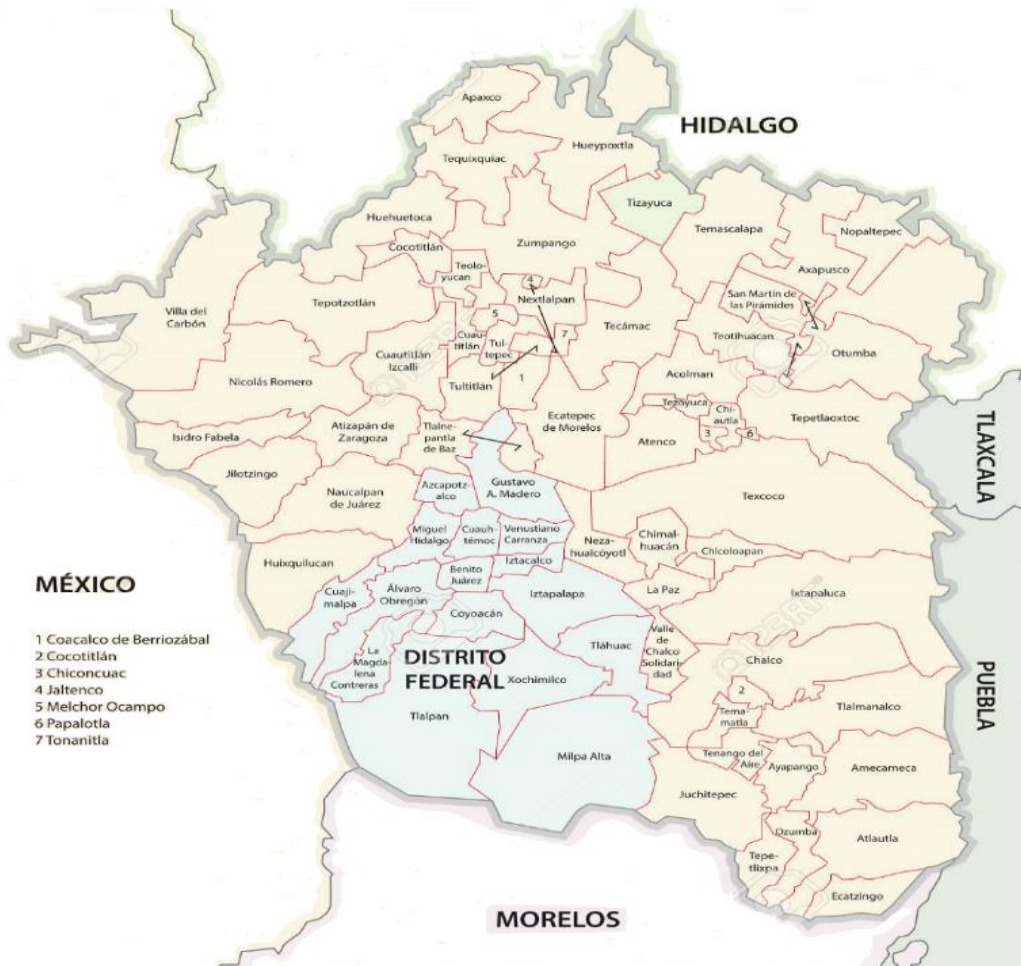 HIDALGO
Apaxco
Hueypoxtla
Tequixquiac
Tizayuca
Temascalapa
Nopaltepec
Huehuetoca
Zumpango
Cocotitlán
Axapusco
Teolo-
yucan
4
San Martín de
las Pirámides
Villa del
Carbón
Tepotzotlán
Nextlalpan
5
7
Tecámac
Teotihuacan
Otumba
Cuau-
titlán
Tul-
tepec
Cuautitlán
Izcalli
Nicolás Romero
Tultitlán
1
Acolman
Tezoyuca
Chi-
autla
Tepetlaoxtoc
Ecatepec
de Morelos
Isidro Fabela
Atizapán de
Zaragoza
Tlalne-
pantla
de Baz
Atenco
3
6
TLAXCALA
Jilotzingo
Naucalpan
de Juárez
Azcapotz-
alco
Gustavo
A. Madero
Texcoco
Miguel
Hidalgo
Cuauh-
témoc
Venustiano
Carranza
Neza-
hualcóyotl
Chimal-
huacán
Chicoloapan
Huixquilucan
Iztacalco
Benito
Juárez
MÉXICO
Cuaji-
malpa
Álvaro
Obregón
Iztapalapa
La Paz
Ixtapaluca
Coyoacán
1 Coacalco de Berriozábal
2 Cocotitlán
3 Chiconcuac
4 Jaltenco
5 Melchor Ocampo
6 Papalotla
7 Tonanitla
La
Magda-
lena
Contreras
DISTRITO
FEDERAL
Tláhuac
Valle
de
Chalco
Solidari-
dad
Chalco
Xochimilco
2
PUEBLA
Tlalpan
Tema-
matla
Tlalmanalco
Milpa Alta
Tenango del
Aire
Ayapango
Amecameca
Juchitepec
Ozumba
Atlautla
Tepe-
tlixpa
Ecatzingo
MORELOS